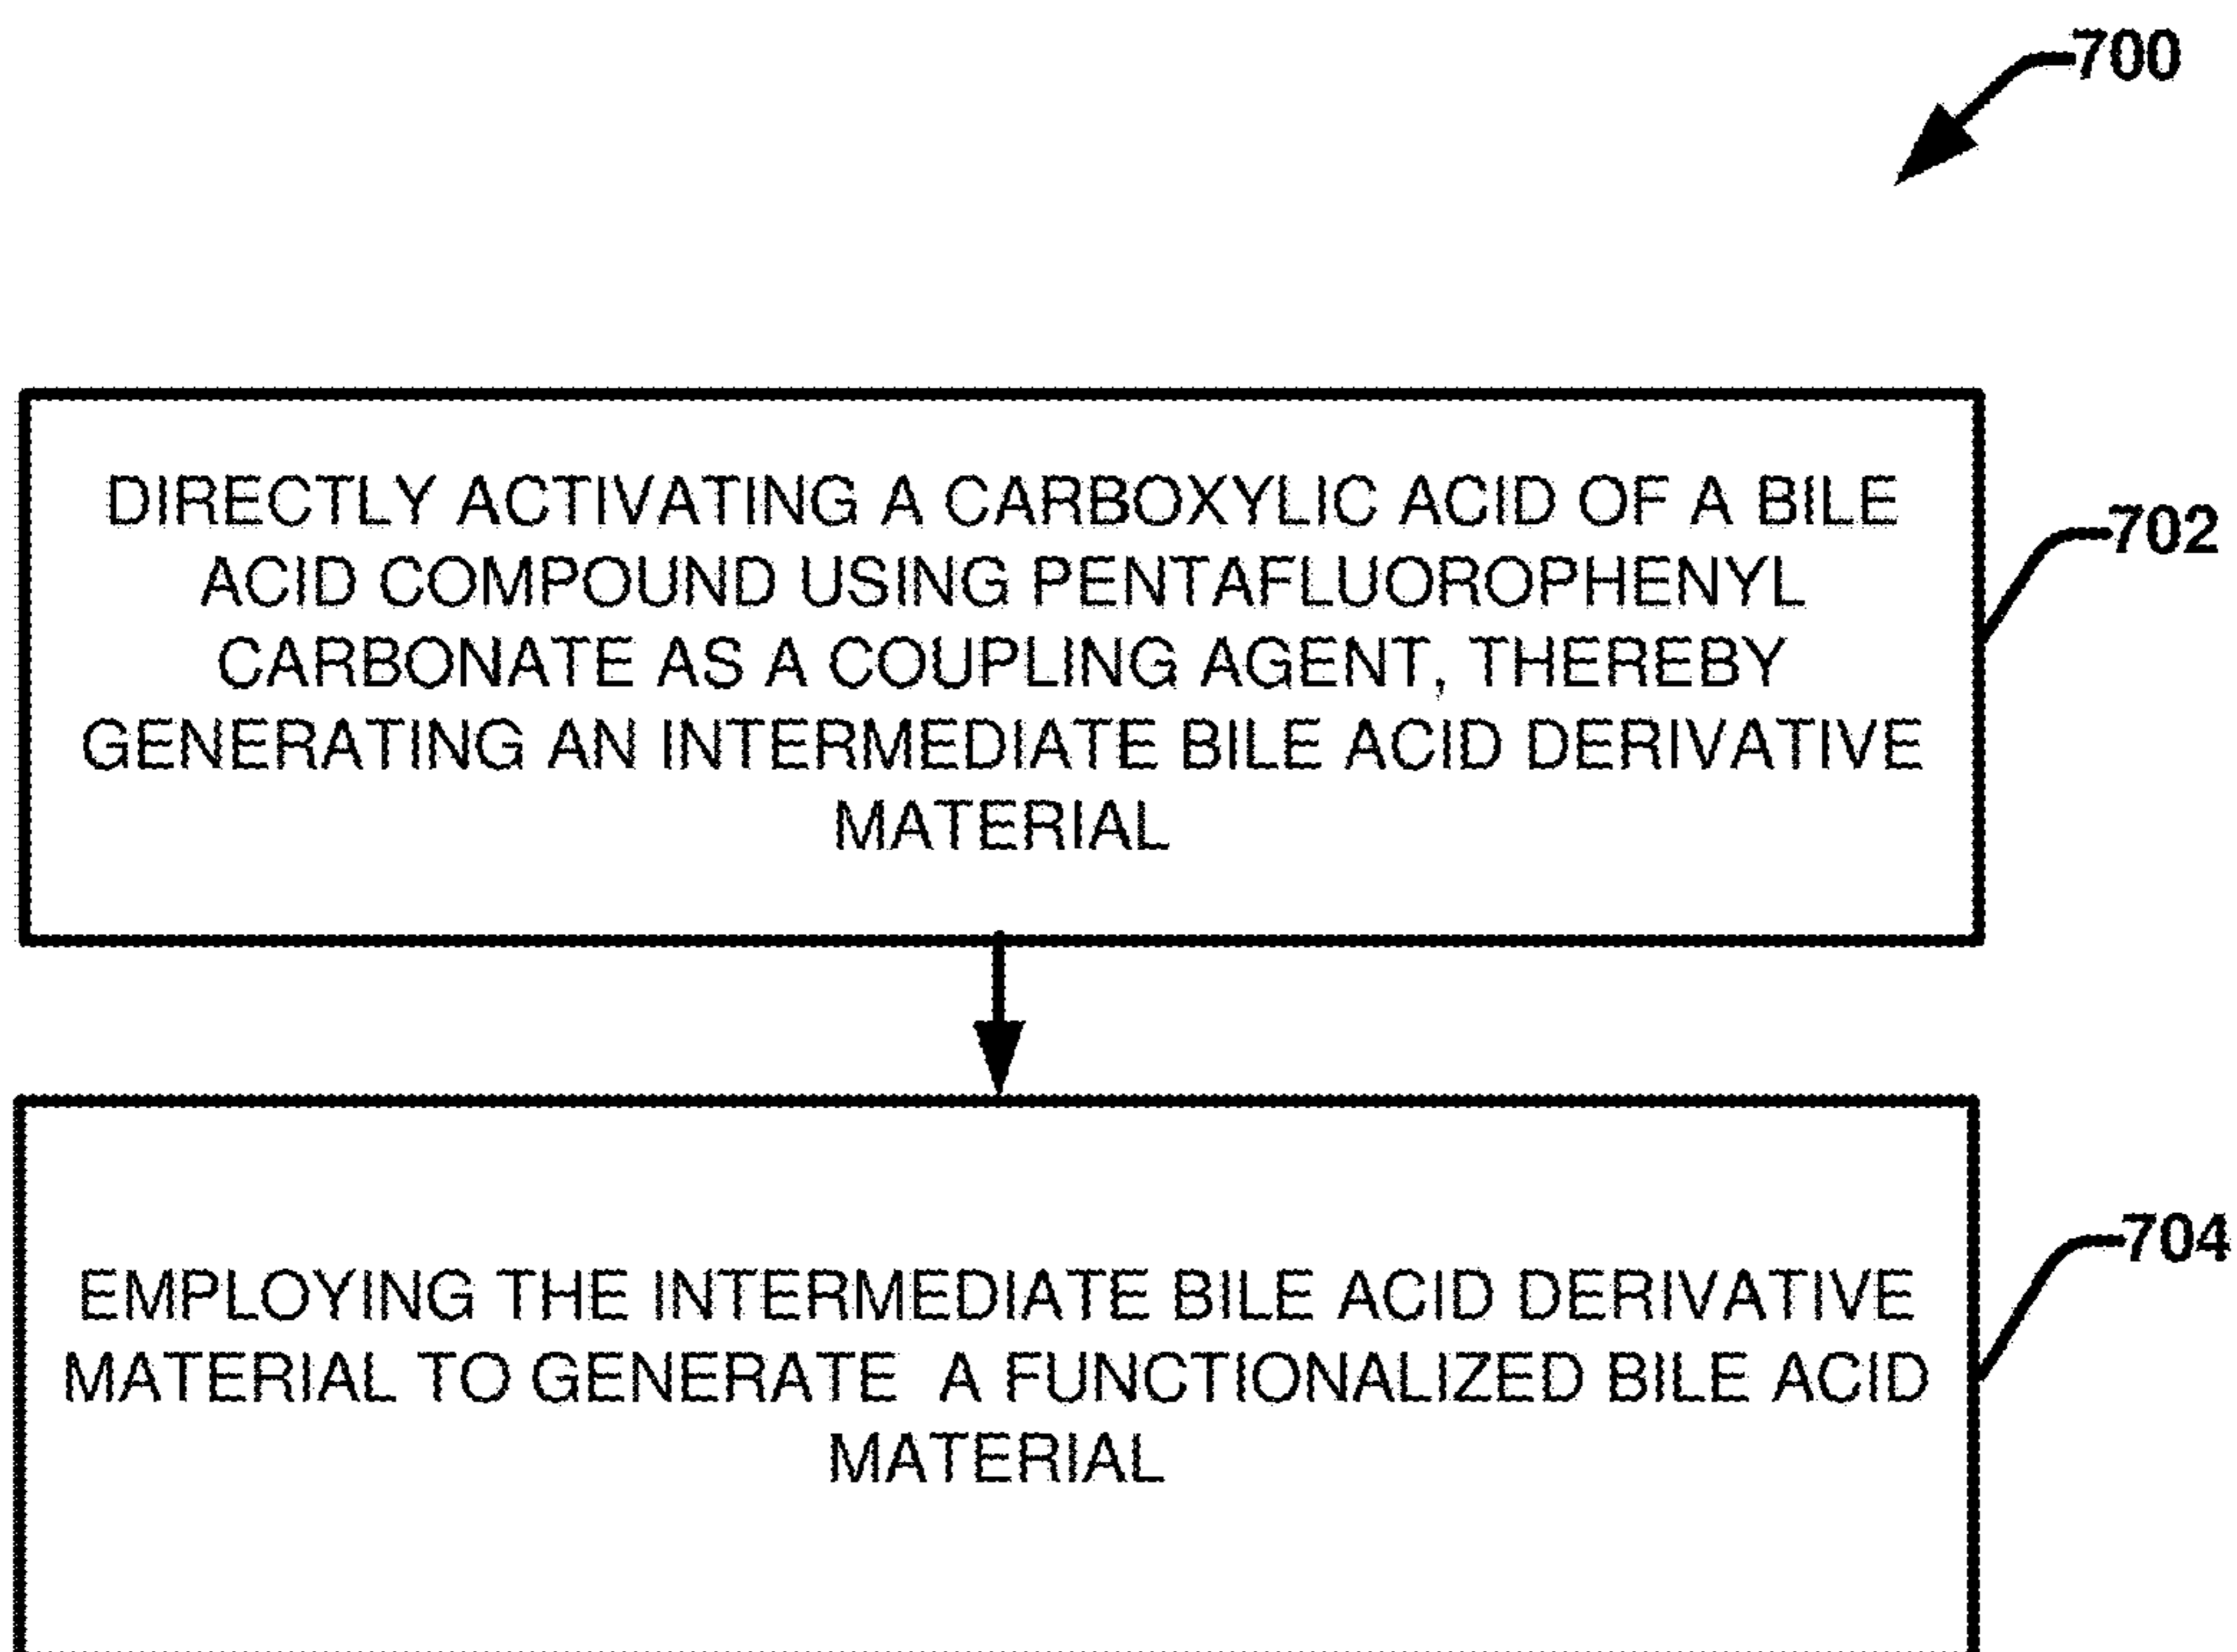 700
DIRECTLY ACTIVATING A CARBOXYLIC ACID OF A BILE
ACID COMPOUND USING PENTAFLUOROPHENYL
CARBONATE AS A COUPLING AGENT, THEREBY
GENERATING AN INTERMEDIATE BILE ACID DERIVATIVE
MATERIAL
702
EMPLOYING THE INTERMEDIATE BILE ACID DERIVATIVE
MATERIAL TO GENERATE A FUNCTIONALIZED BILE ACID
MATERIAL
704